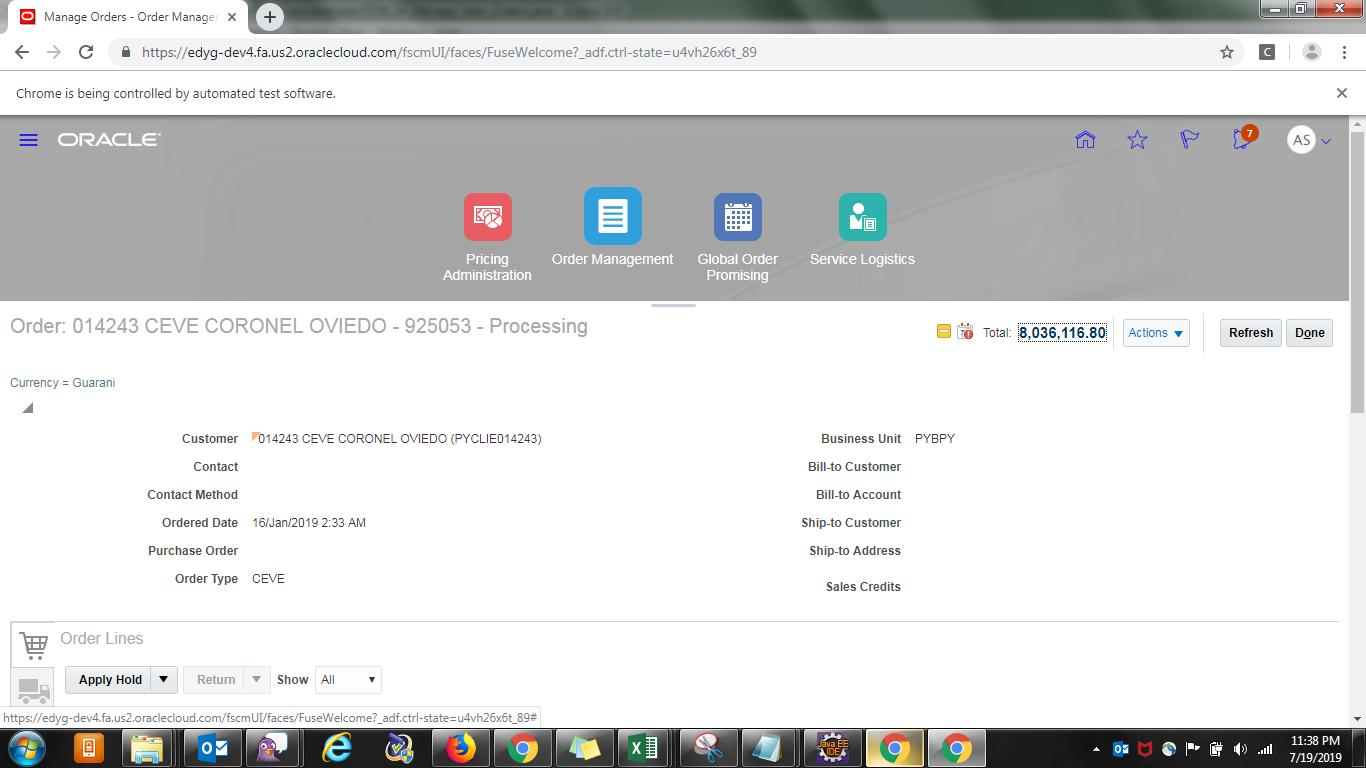 Manage Orders - Order Manager
https://edyg-dev4.fa.us2.oraclecloud.com/fscmUI/faces/FuseWelcome?_adf.ctrl-state=u4vh26x6t_89
C
Chrome is being controlled by automated test software.
ORACLE
7
AS
Pricing Administration
Order Management
Global Order Promising
Service Logistics
Order: 014243 CEVE CORONEL OVIEDO - 925053 - Processing
Total: 8,036,116.80
Actions
Refresh
Done
Currency = Guarani
Customer 014243 CEVE CORONEL OVIEDO (PYCLIE014243)
Contact
Contact Method
Ordered Date 16/Jan/2019 2:33 AM
Purchase Order
Order Type CEVE
Business Unit PYBPY
Bill-to Customer
Bill-to Account
Ship-to Customer
Ship-to Address
Sales Credits
Order Lines
Apply Hold
Return
Show All
https://edyg-dev4.fa.us2.oraclecloud.com/fscmUI/faces/FuseWelcome?_adf.ctrl-state=u4vh26x6t_89#
Java EE
IDE
11:38 PM
7/19/2019